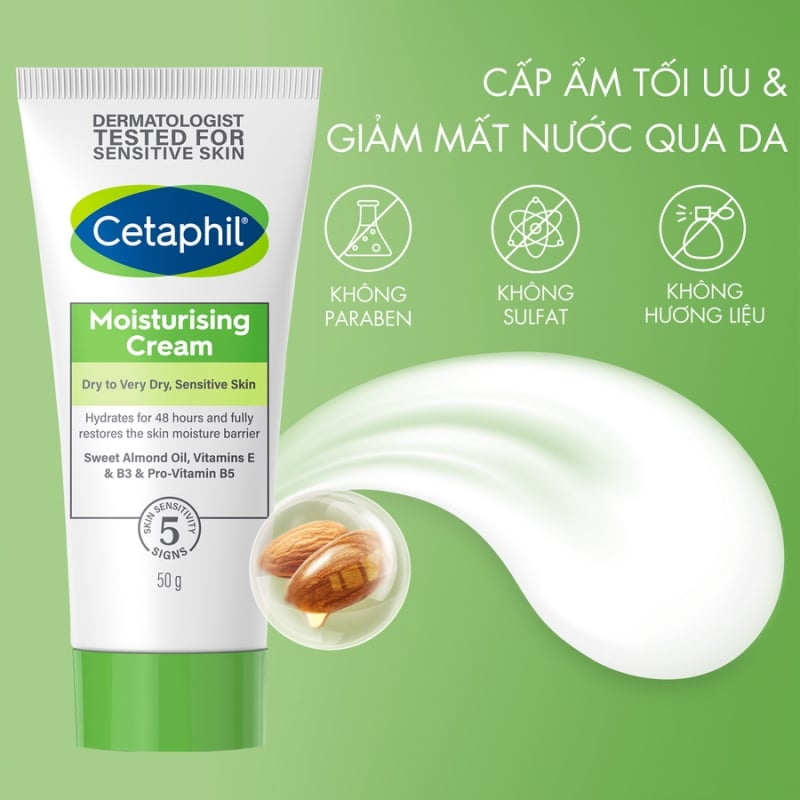 DERMATOLOGIST
TESTED FOR
SENSITIVE SKIN
Cetaphil®
Moisturising
Cream
Dry to Very Dry, Sensitive Skin
Hydrates for 48 hours and fully
restores the skin moisture barrier
Sweet Almond Oil, Vitamins E
& B3 & Pro-Vitamin B5
SKIN SENSITIVITY
5
SIGNS
50 g
CẤP ẨM TỐI ƯU &
GIẢM MẤT NƯỚC QUA DA
KHÔNG
PARABEN
KHÔNG
SULFAT
KHÔNG
HƯƠNG LIỆU